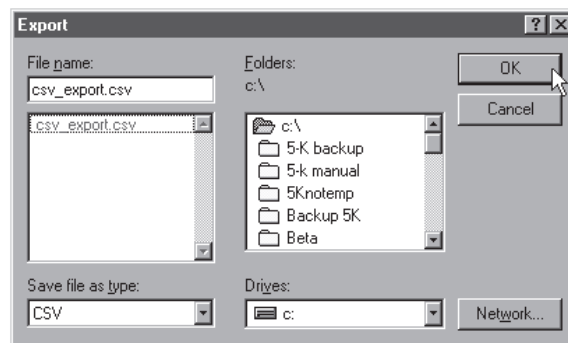 Export
File name:
csv_export.csv
csv_export.csv
Folders:
c:\
c:\
5-K backup
5-k manual
5Knotemp
Backup 5K
Beta
OK
Cancel
Save file as type:
CSV
Drives:
c:
Network...